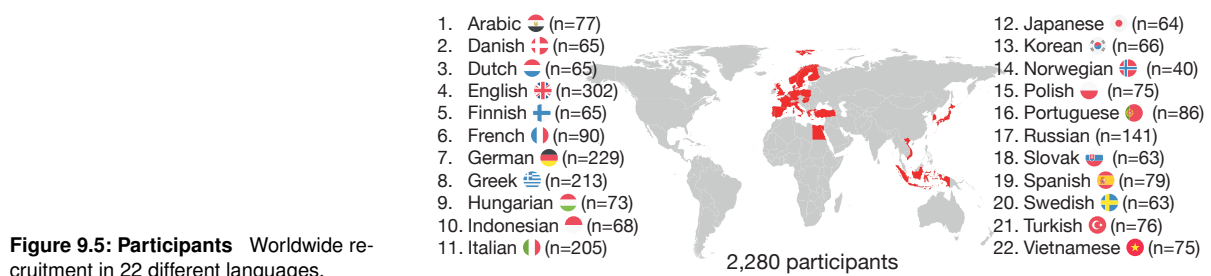 1. Arabic (n=77)
2. Danish (n=65)
3. Dutch (n=65)
4. English (n=302)
5. Finnish (n=65)
6. French (n=90)
7. German (n=229)
8. Greek (n=213)
9. Hungarian (n=73)
10. Indonesian (n=68)
11. Italian (n=205)
2,280 participants
12. Japanese (n=64)
13. Korean (n=66)
14. Norwegian (n=40)
15. Polish (n=75)
16. Portuguese (n=86)
17. Russian (n=141)
18. Slovak (n=63)
19. Spanish (n=79)
20. Swedish (n=63)
21. Turkish (n=76)
22. Vietnamese (n=75)
Figure 9.5: Participants Worldwide re-
cruitment in 22 different languages.